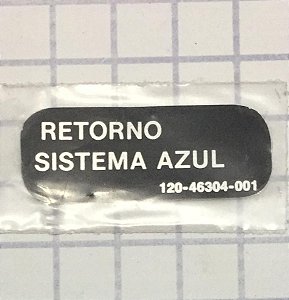 RETORNO
SISTEMA AZUL
120-46304-001